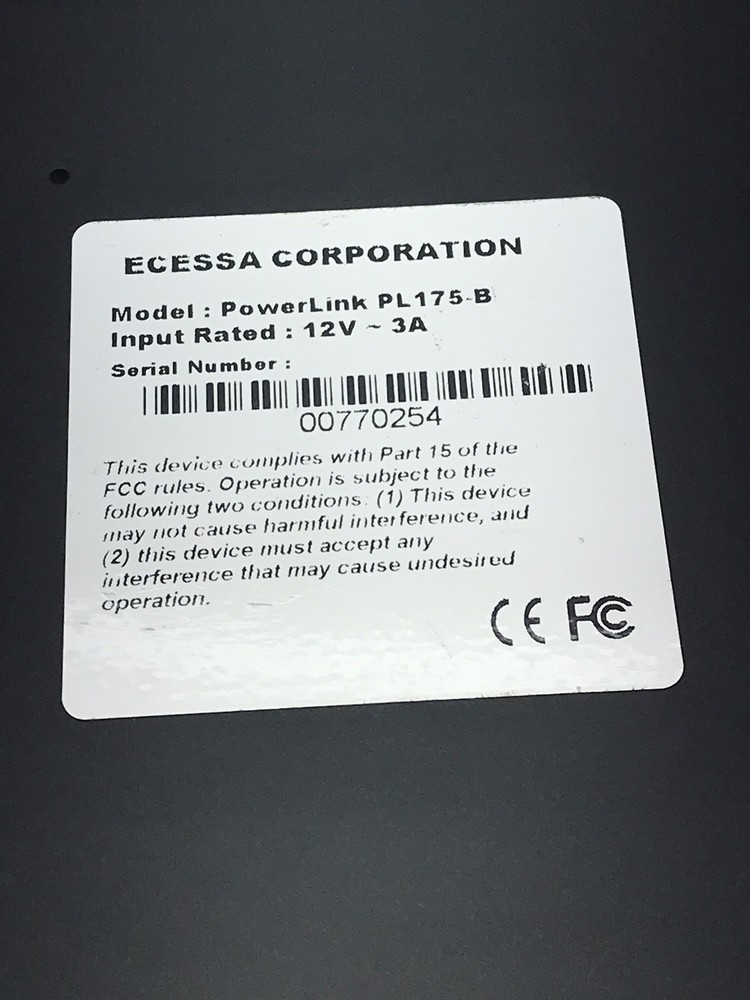 ECESSA CORPORATION
Model : PowerLink PL175-B
Input Rated : 12V ~ 3A
Serial Number :
00770254
This device complies with Part 15 of the
FCC rules. Operation is subject to the
following two conditions: (1) This device
may not cause harmful interference, and
(2) this device must accept any
interference that may cause undesired
operation.
CE FC